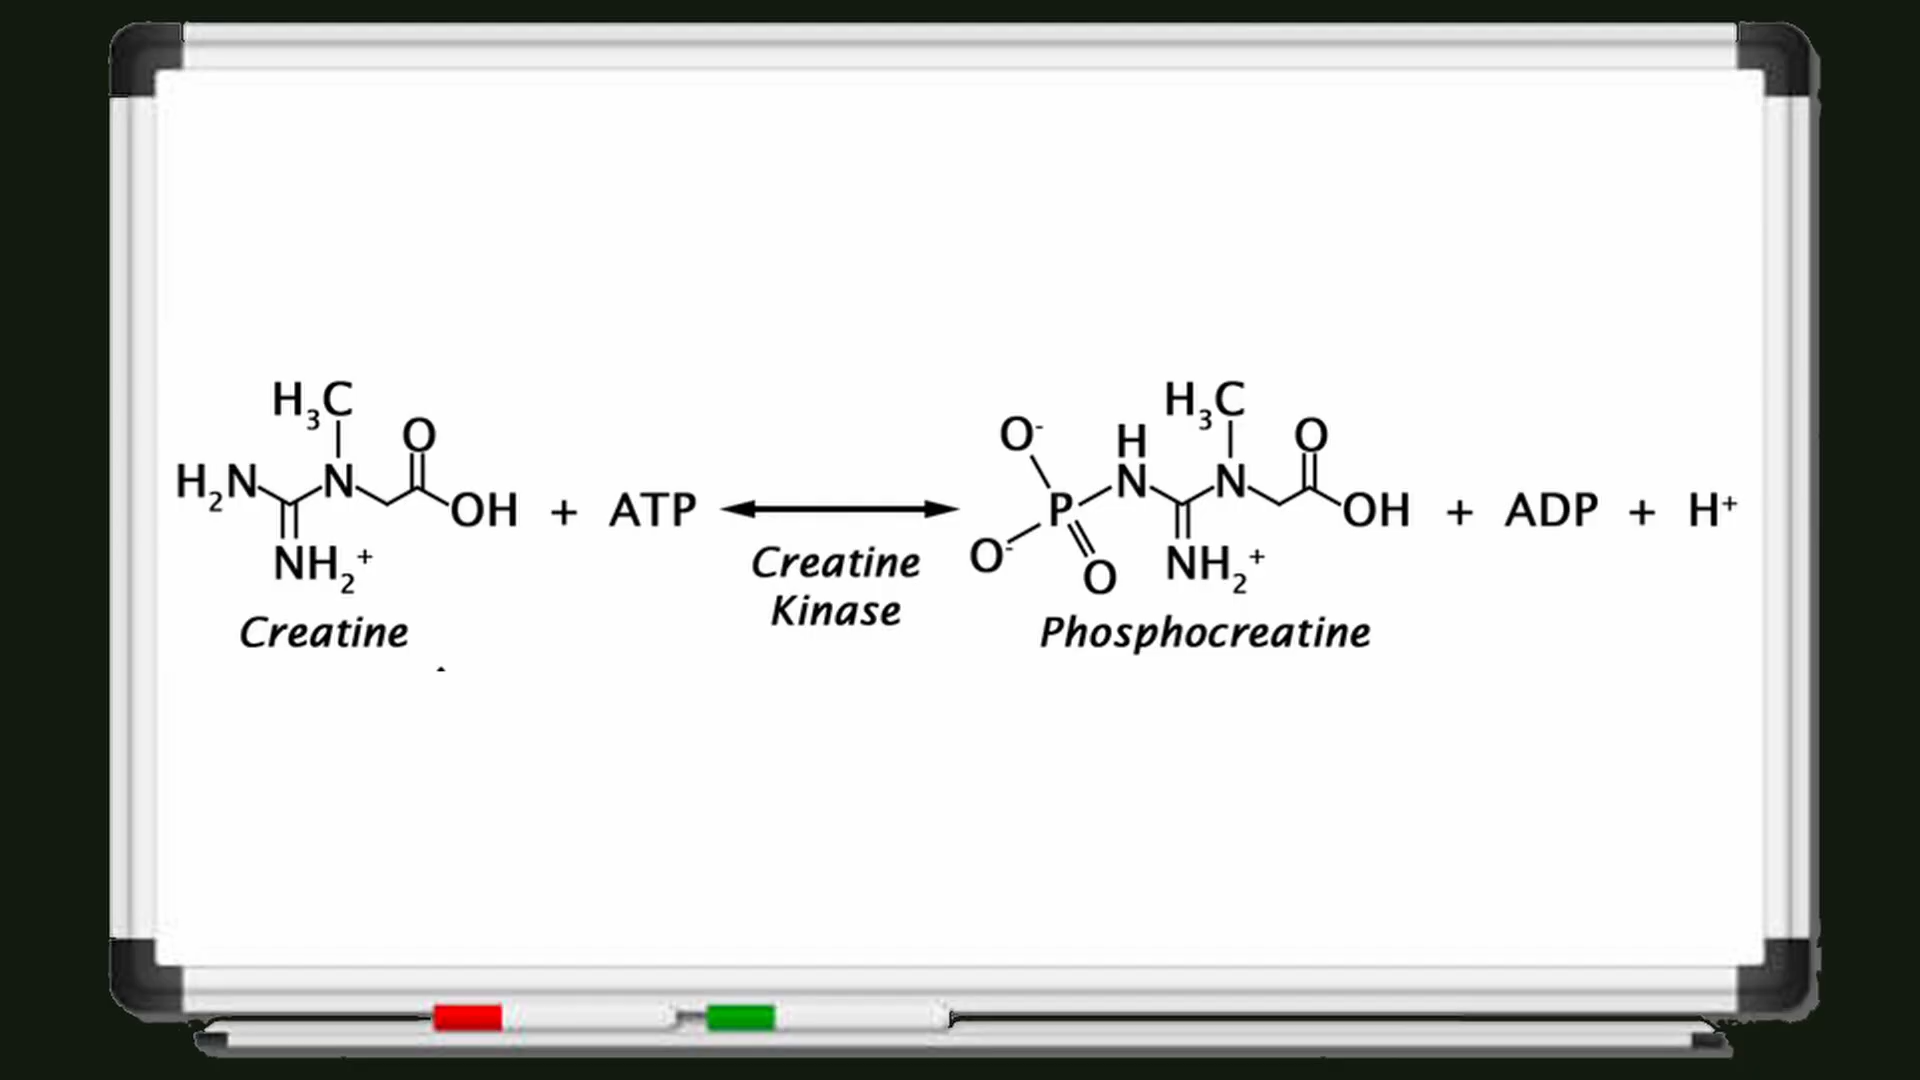 H₃C
O
H₂N
N
OH + ATP
NH₂⁺
Creatine
Creatine
Kinase
H₃C
O⁻
H
O
N
N
P
OH + ADP + H⁺
O⁻
O
NH₂⁺
Phosphocreatine